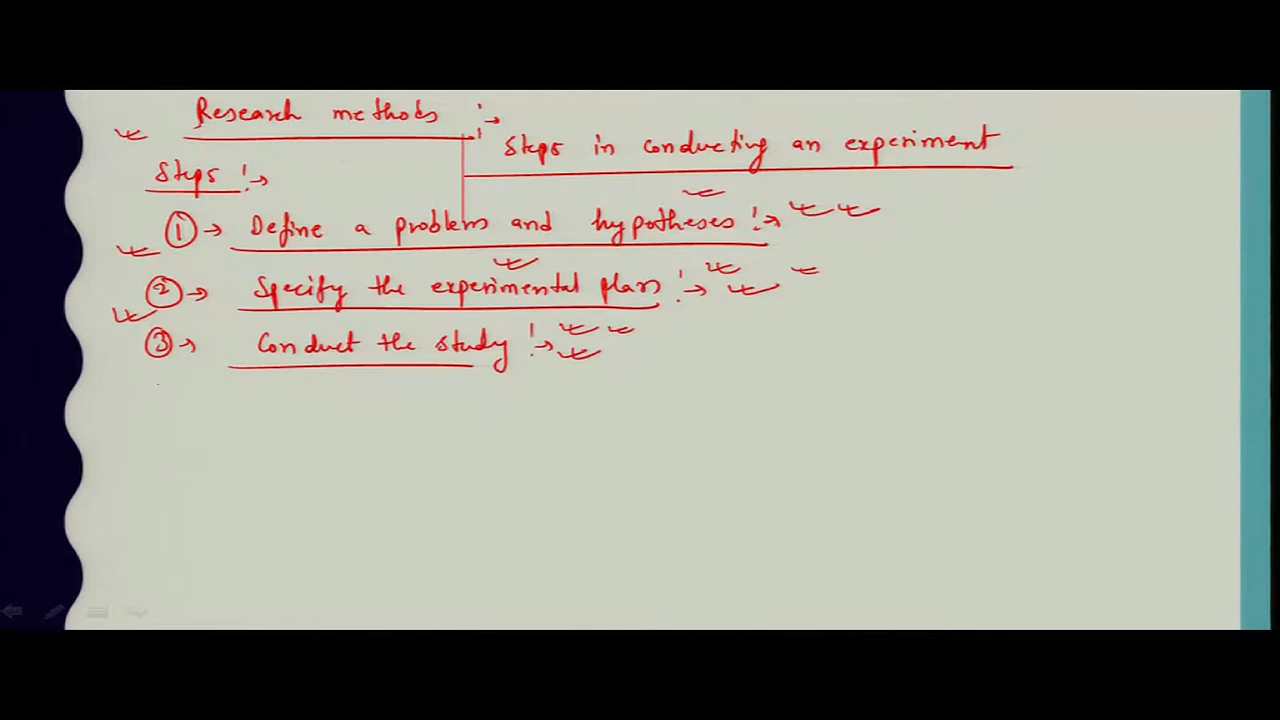 Research methods :→
Steps in conducting an experiment
Steps :→
① → Define a problem and hypotheses :→
② → Specify the experimental plan :→
③ → Conduct the study :→